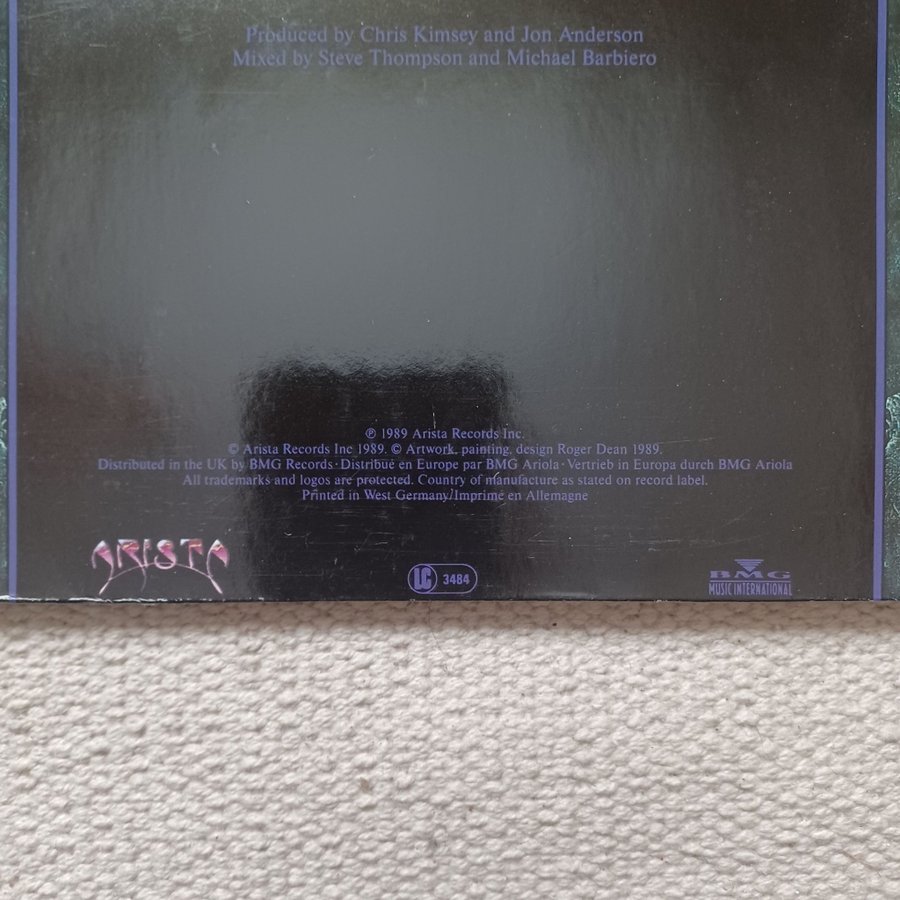 Produced by Chris Kimsey and Jon Anderson
Mixed by Steve Thompson and Michael Barbiero
℗ 1989 Arista Records Inc.
© Arista Records Inc 1989. © Artwork, painting, design Roger Dean 1989.
Distributed in the UK by BMG Records · Distribué en Europe par BMG Ariola · Vertrieb in Europa durch BMG Ariola
All trademarks and logos are protected. Country of manufacture as stated on record label.
Printed in West Germany/Imprimé en Allemagne
ARISTA
LC 3484
BMG
MUSIC INTERNATIONAL